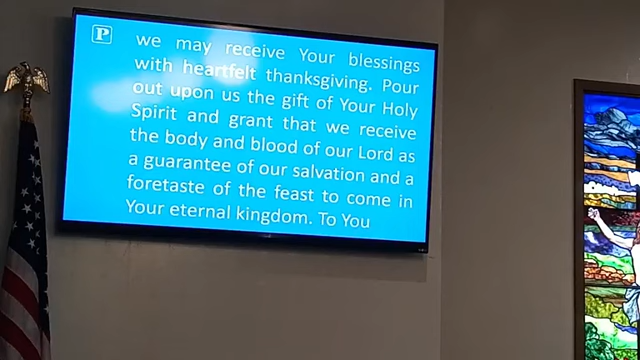 P we may receive Your blessings
with heartfelt thanksgiving. Pour
out upon us the gift of Your Holy
Spirit and grant that we receive
the body and blood of our Lord as
a guarantee of our salvation and a
foretaste of the feast to come in
Your eternal kingdom. To You